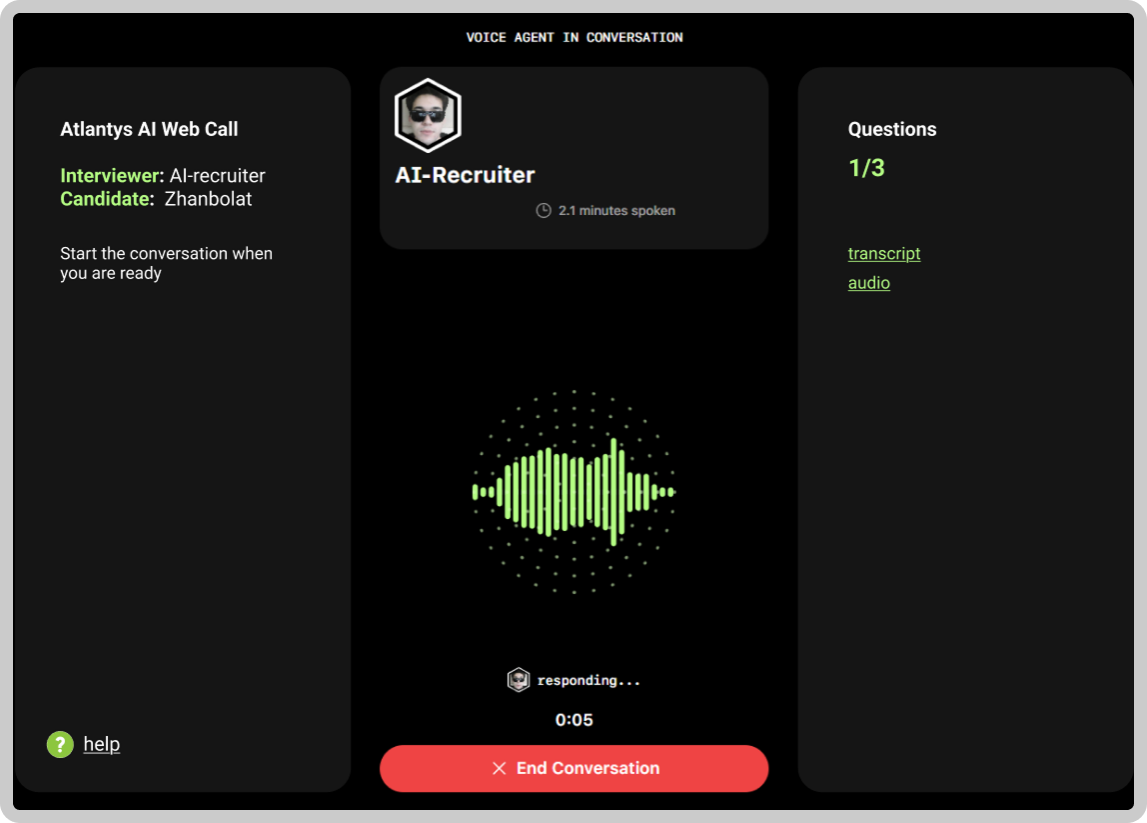 VOICE AGENT IN CONVERSATION
Atlantys AI Web Call
Interviewer: AI-recruiter
Candidate: Zhanbolat
Start the conversation when
you are ready
? help
AI-Recruiter
2.1 minutes spoken
responding...
0:05
End Conversation
Questions
1/3
transcript
audio